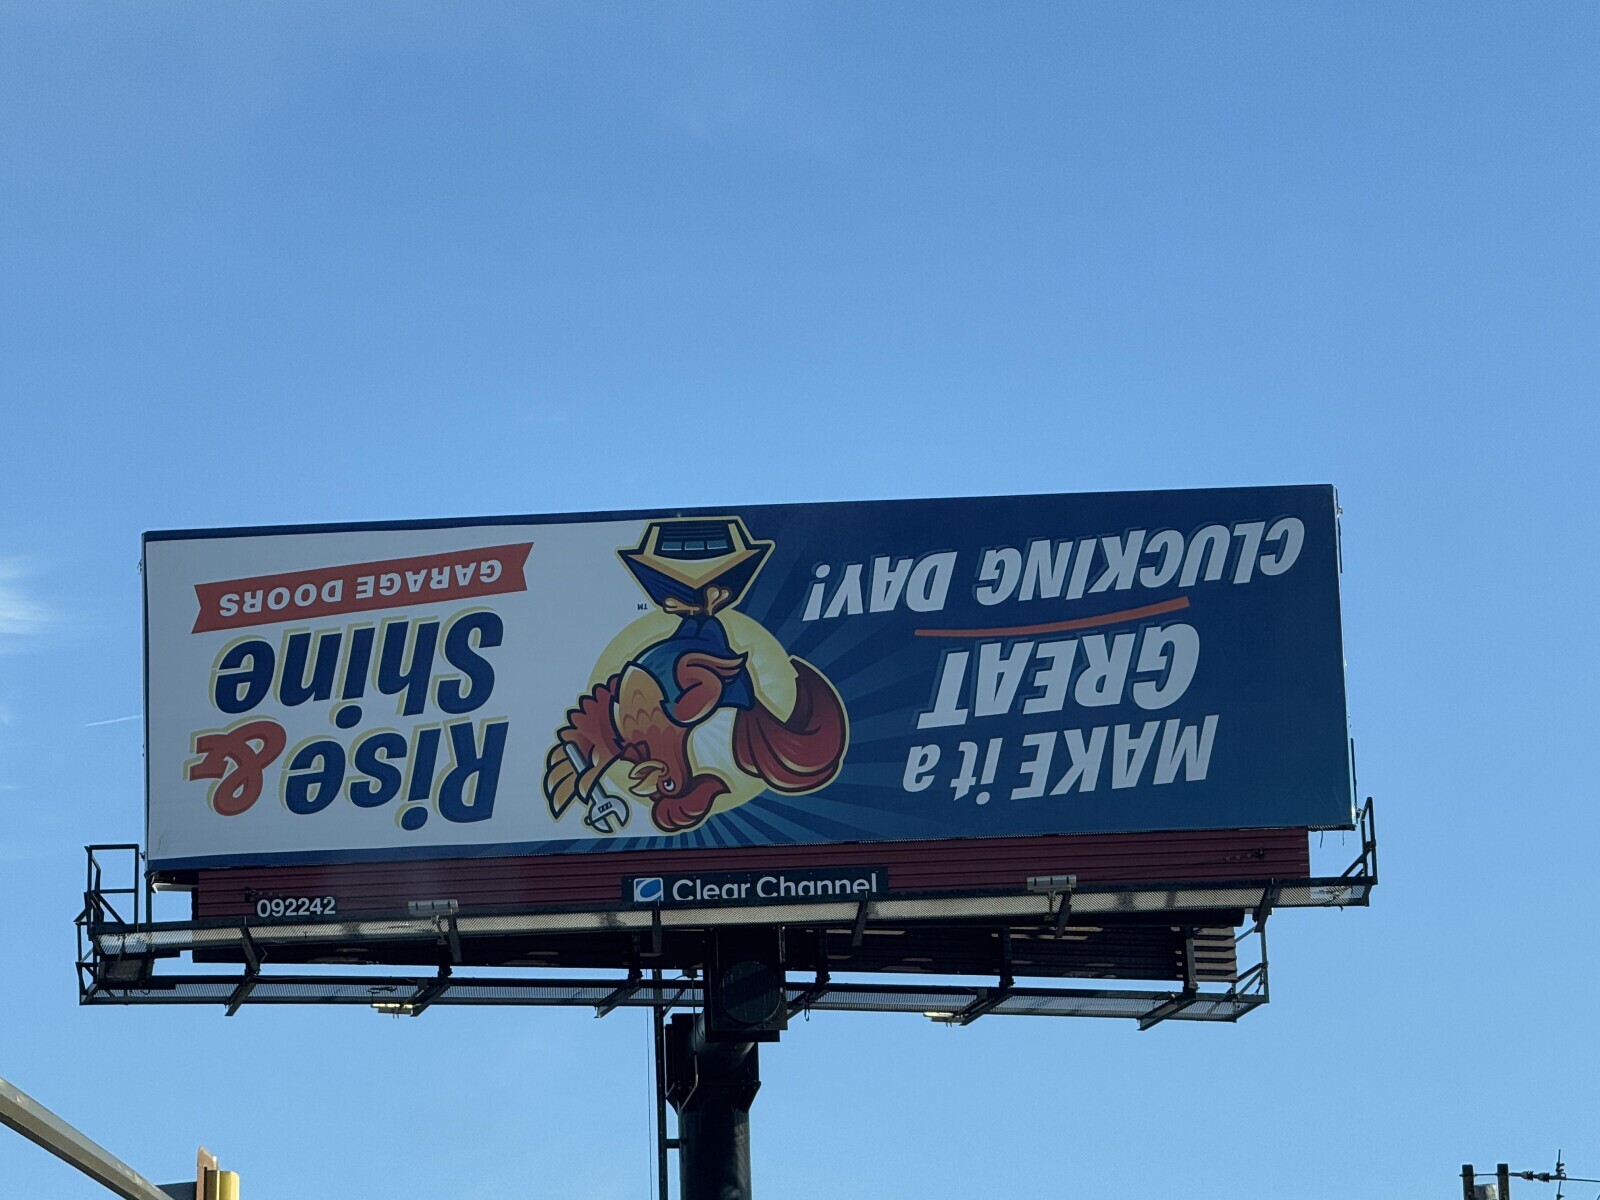 MAKE it a
GREAT
CLUCKING DAY!
Rise &
Shine
GARAGE DOORS
TM
Clear Channel
092242